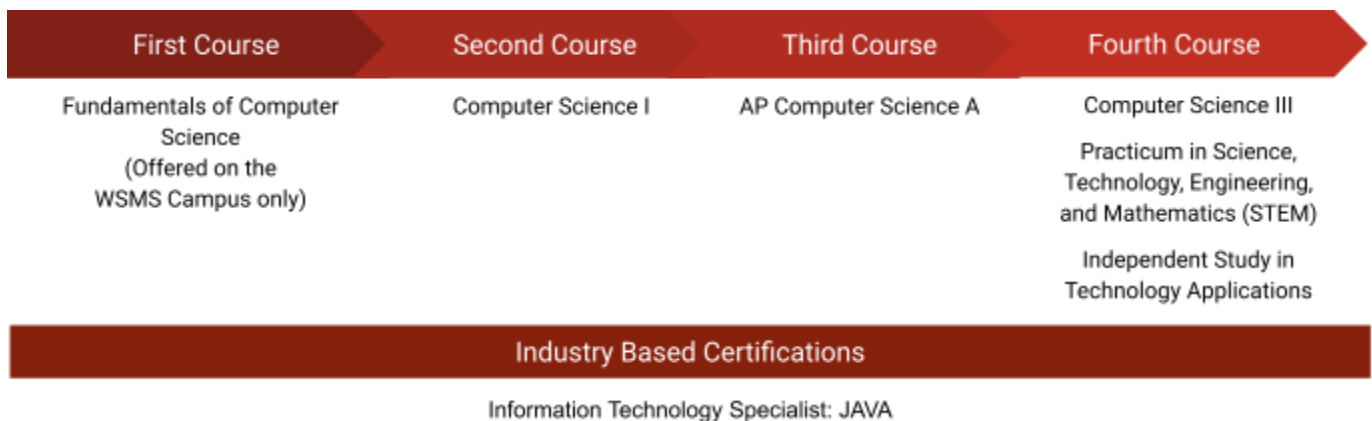 First Course
Second Course
Third Course
Fourth Course
Fundamentals of Computer
Science
(Offered on the
WSMS Campus only)
Computer Science I
AP Computer Science A
Computer Science III
Practicum in Science,
Technology, Engineering,
and Mathematics (STEM)
Independent Study in
Technology Applications
Industry Based Certifications
Information Technology Specialist: JAVA